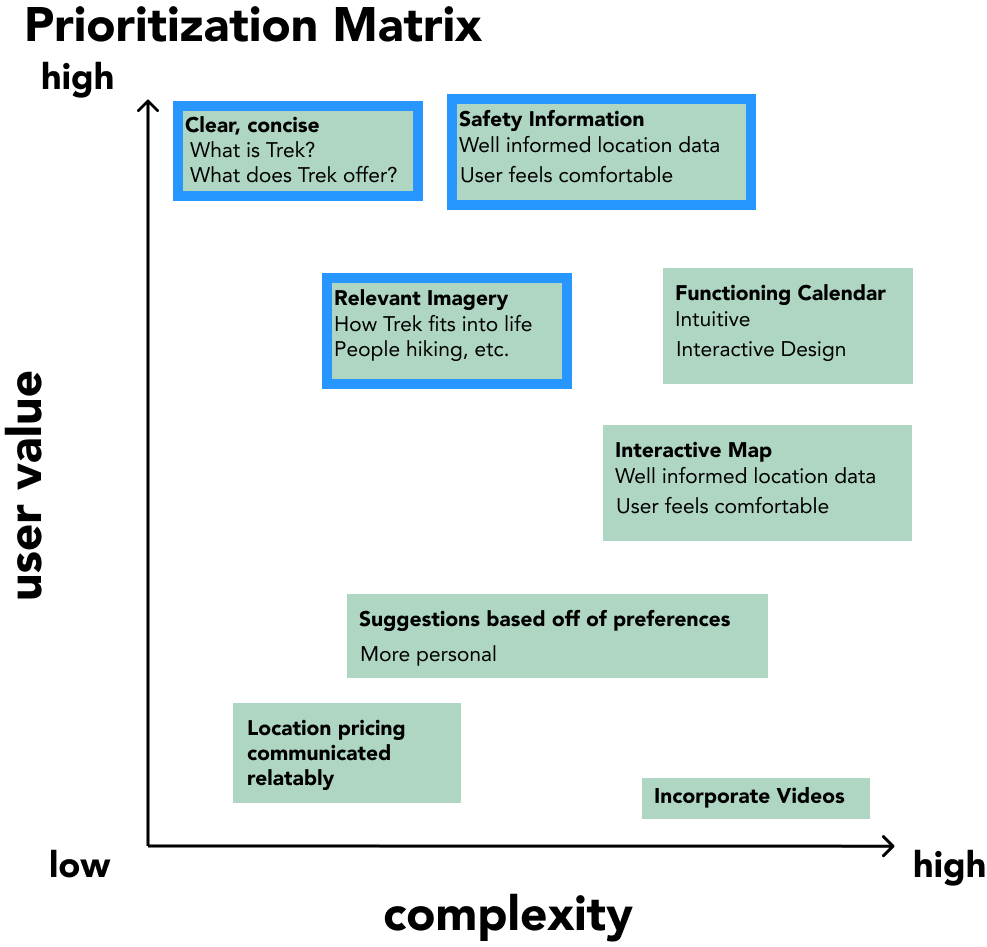 Prioritization Matrix
high
Clear, concise
What is Trek?
What does Trek offer?
Safety Information
Well informed location data
User feels comfortable
Relevant Imagery
How Trek fits into life
People hiking, etc.
Functioning Calendar
Intuitive
Interactive Design
user value
Interactive Map
Well informed location data
User feels comfortable
Suggestions based off of preferences
More personal
Location pricing
communicated
relatably
Incorporate Videos
low
high
complexity